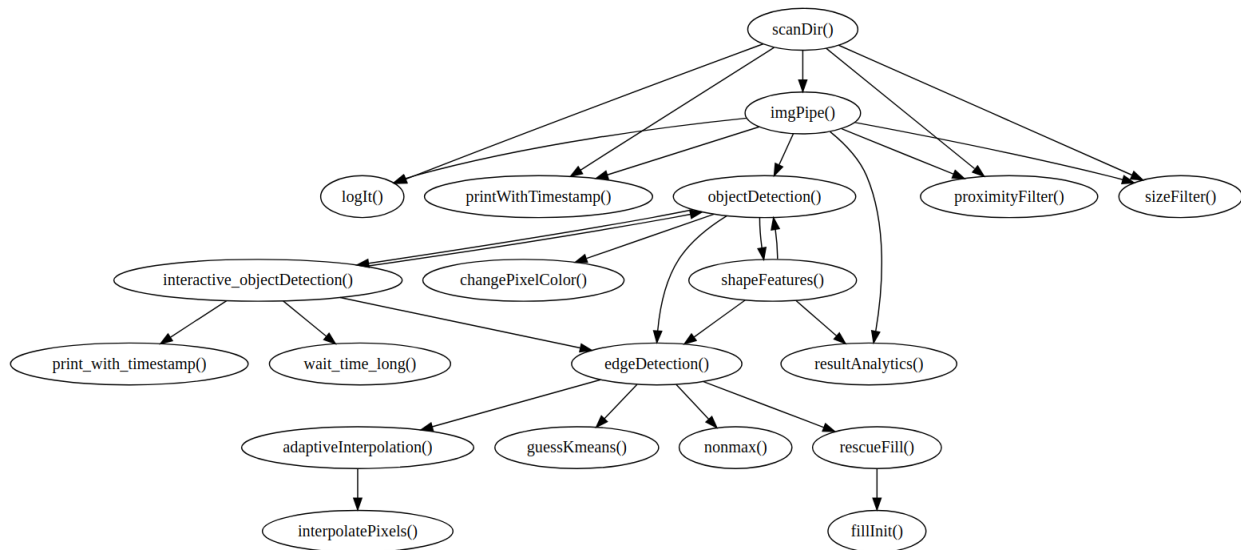 scanDir()
imgPipe()
logIt()
printWithTimestamp()
objectDetection()
proximityFilter()
sizeFilter()
interactive_objectDetection()
changePixelColor()
shapeFeatures()
print_with_timestamp()
wait_time_long()
edgeDetection()
resultAnalytics()
adaptiveInterpolation()
guessKmeans()
nonmax()
rescueFill()
interpolatePixels()
fillInit()